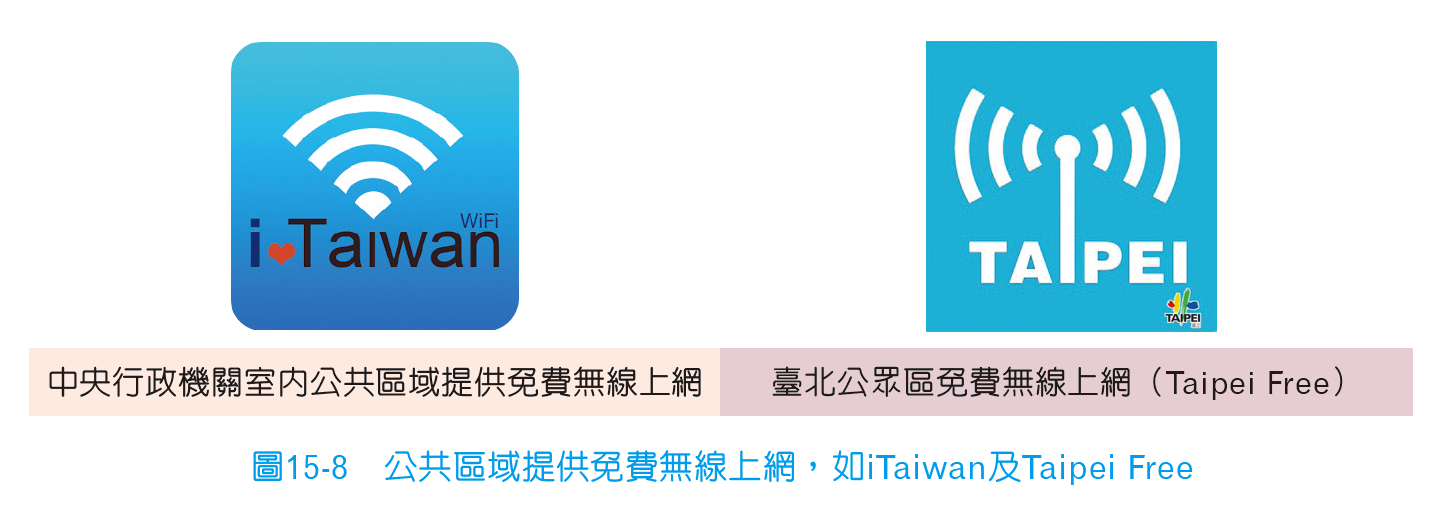 WiFi
i Taiwan
TAIPEI
TAIPEI
中央行政機關室內公共區域提供免費無線上網
臺北公眾區免費無線上網（Taipei Free）
圖15-8　公共區域提供免費無線上網，如iTaiwan及Taipei Free